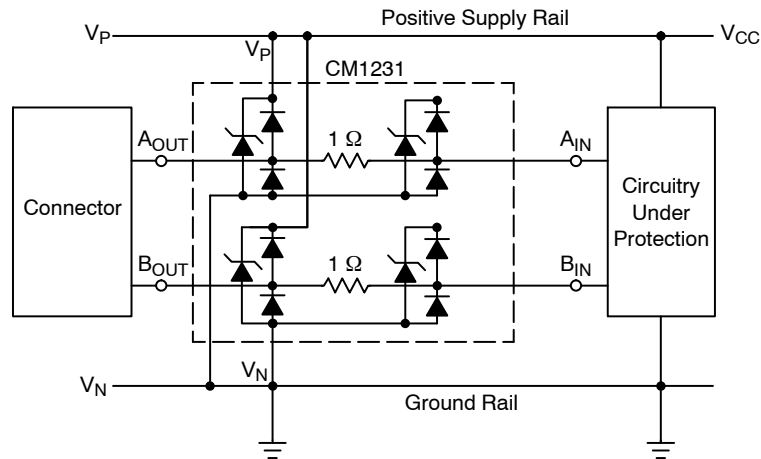 Positive Supply Rail
V_P
V_CC
V_P
CM1231
A_OUT
1 Ω
A_IN
Connector
Circuitry
Under
Protection
B_OUT
1 Ω
B_IN
V_N
V_N
Ground Rail